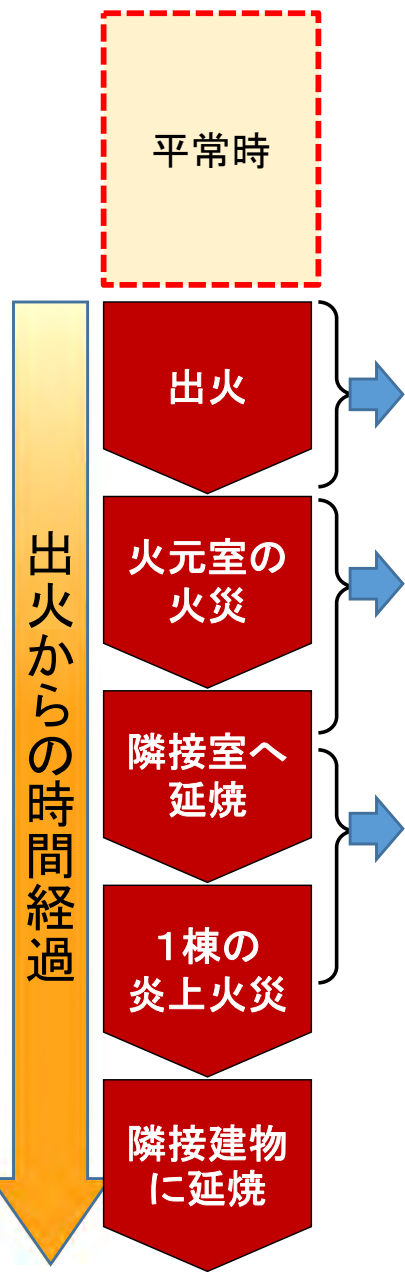 平常時
出火からの時間経過
出火
火元室の
火災
隣接室へ
延焼
１棟の
炎上火災
隣接建物
に延焼